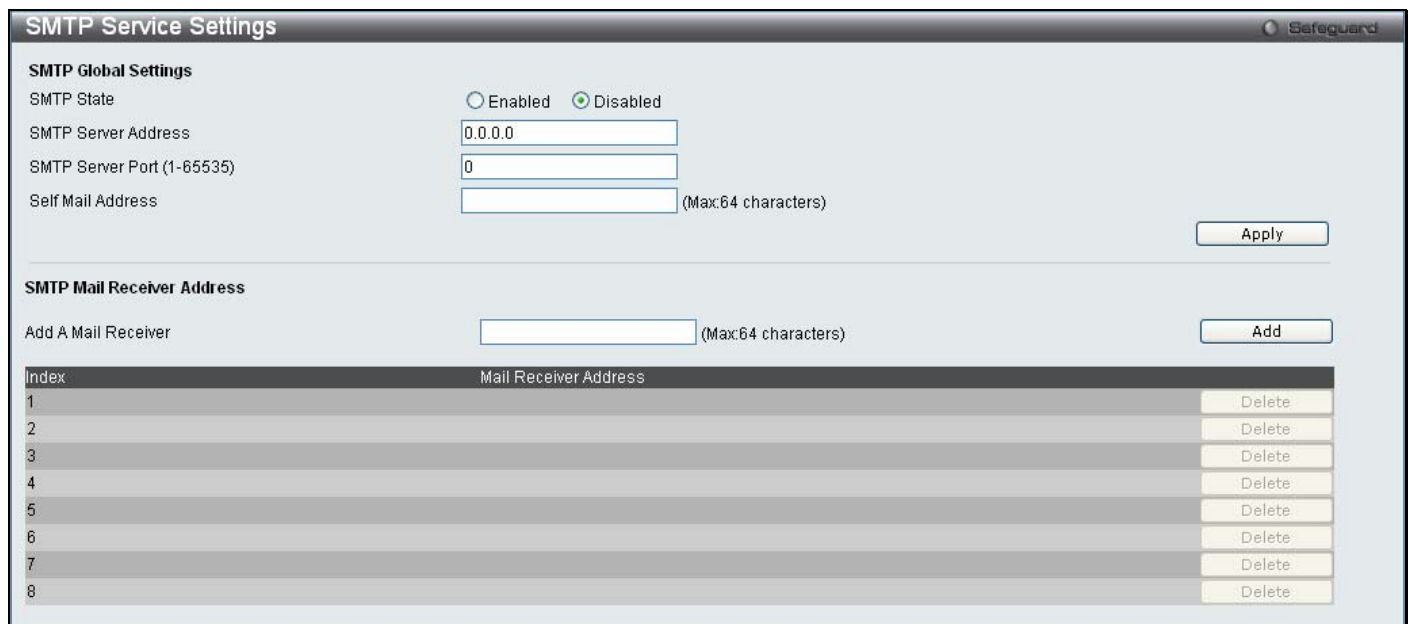 SMTP Service Settings
Safeguard
SMTP Global Settings
SMTP State Enabled Disabled
SMTP Server Address 0.0.0.0
SMTP Server Port (1-65535) 0
Self Mail Address (Max:64 characters)
Apply
SMTP Mail Receiver Address
Add A Mail Receiver (Max:64 characters) Add
Index Mail Receiver Address
1 Delete
2 Delete
3 Delete
4 Delete
5 Delete
6 Delete
7 Delete
8 Delete